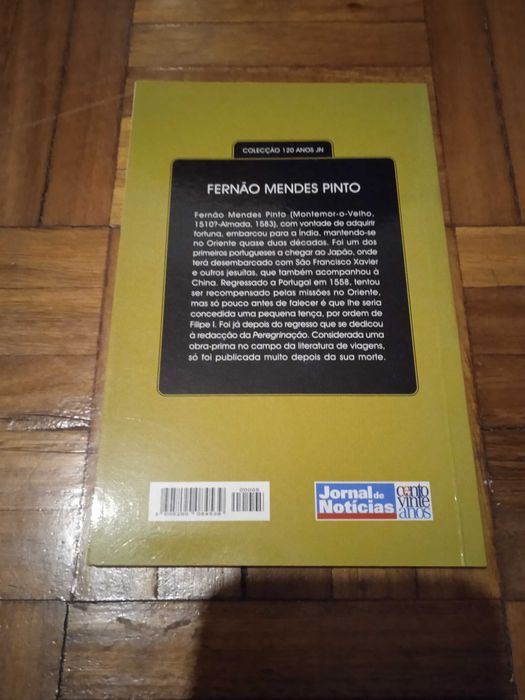 COLECÇÃO 120 ANOS JN
FERNÃO MENDES PINTO
Fernão Mendes Pinto (Montemor-o-Velho,
1510?-Almada, 1583), com vontade de adquirir
fortuna, embarcou para a Índia, mantendo-se
no Oriente quase duas décadas. Foi um dos
primeiros portugueses a chegar ao Japão, onde
terá desembarcado com São Francisco Xavier
e outros jesuítas, que também acompanhou à
China. Regressado a Portugal em 1558, tentou
ser recompensado pelas missões no Oriente,
mas só pouco antes de falecer é que lhe seria
concedida uma pequena tença, por ordem de
Filipe I. Foi já depois do regresso que se dedicou
à redacção da Peregrinação. Considerada uma
obra-prima no campo da literatura de viagens,
só foi publicada muito depois da sua morte.
00005
Jornal de
Notícias
cento
vinte
anos